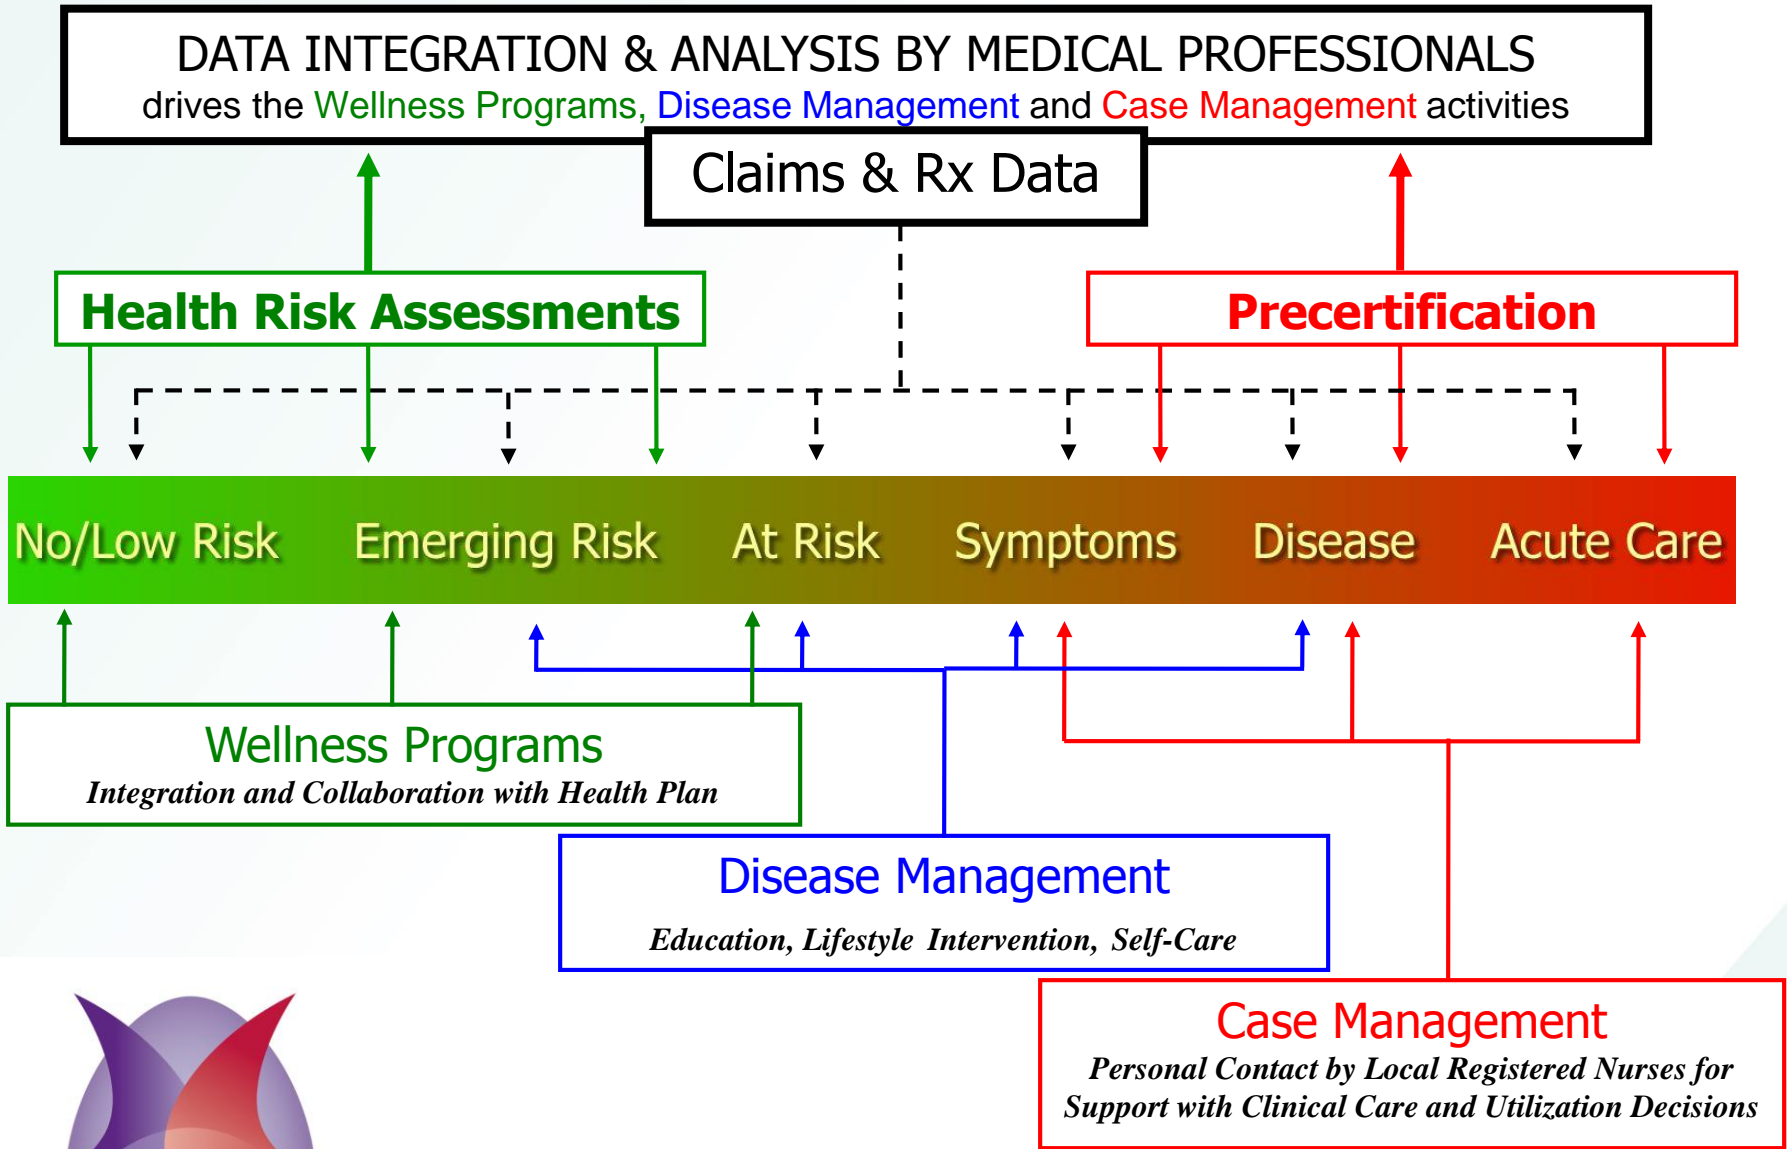 DATA INTEGRATION & ANALYSIS BY MEDICAL PROFESSIONALS
drives the Wellness Programs, Disease Management and Case Management activities
Claims & Rx Data
Health Risk Assessments
Precertification
No/Low Risk
Emerging Risk
At Risk
Symptoms
Disease
Acute Care
Wellness Programs
Integration and Collaboration with Health Plan
Disease Management
Education, Lifestyle Intervention, Self-Care
Case Management
Personal Contact by Local Registered Nurses for
Support with Clinical Care and Utilization Decisions